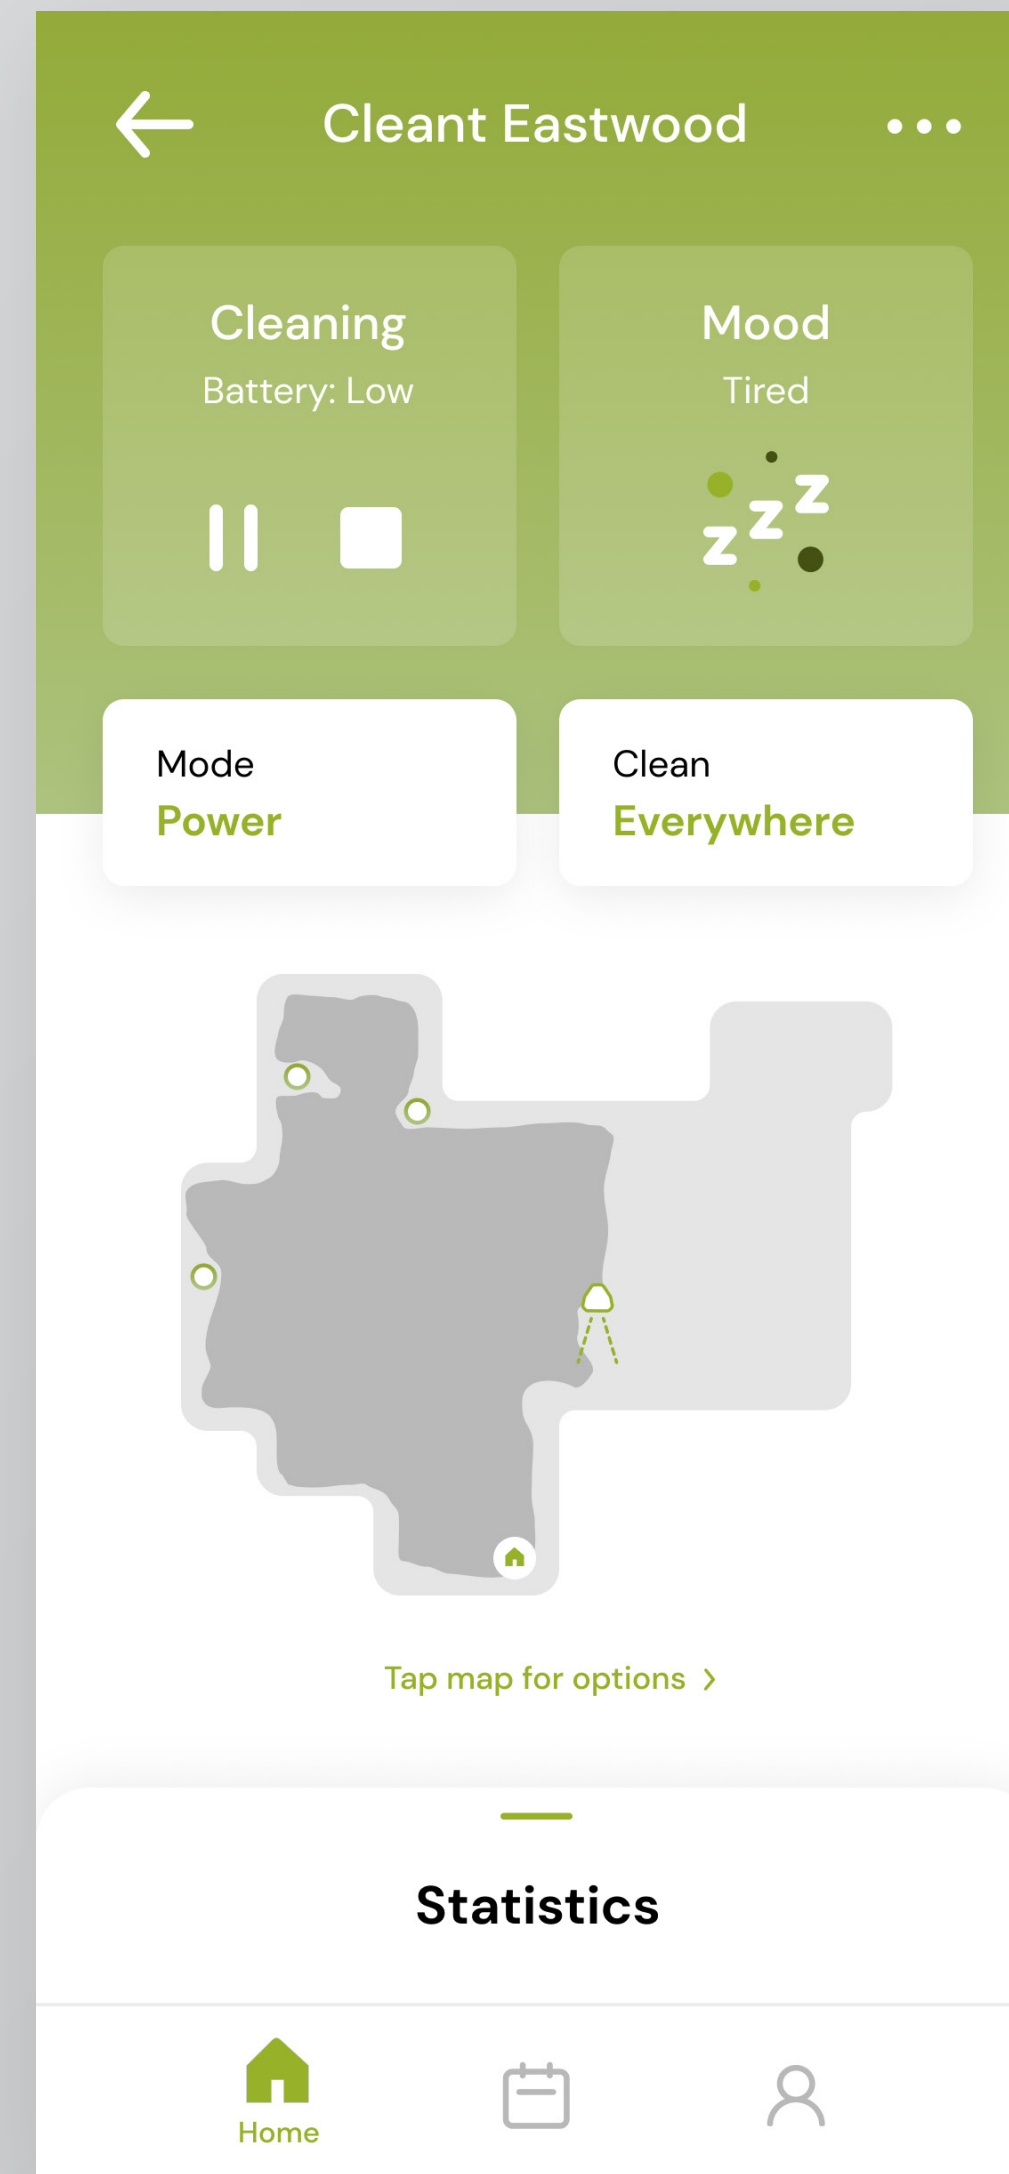 Cleant Eastwood
Cleaning
Battery: Low
Mood
Tired
z z z
Mode
Power
Clean
Everywhere
Tap map for options
Statistics
Home